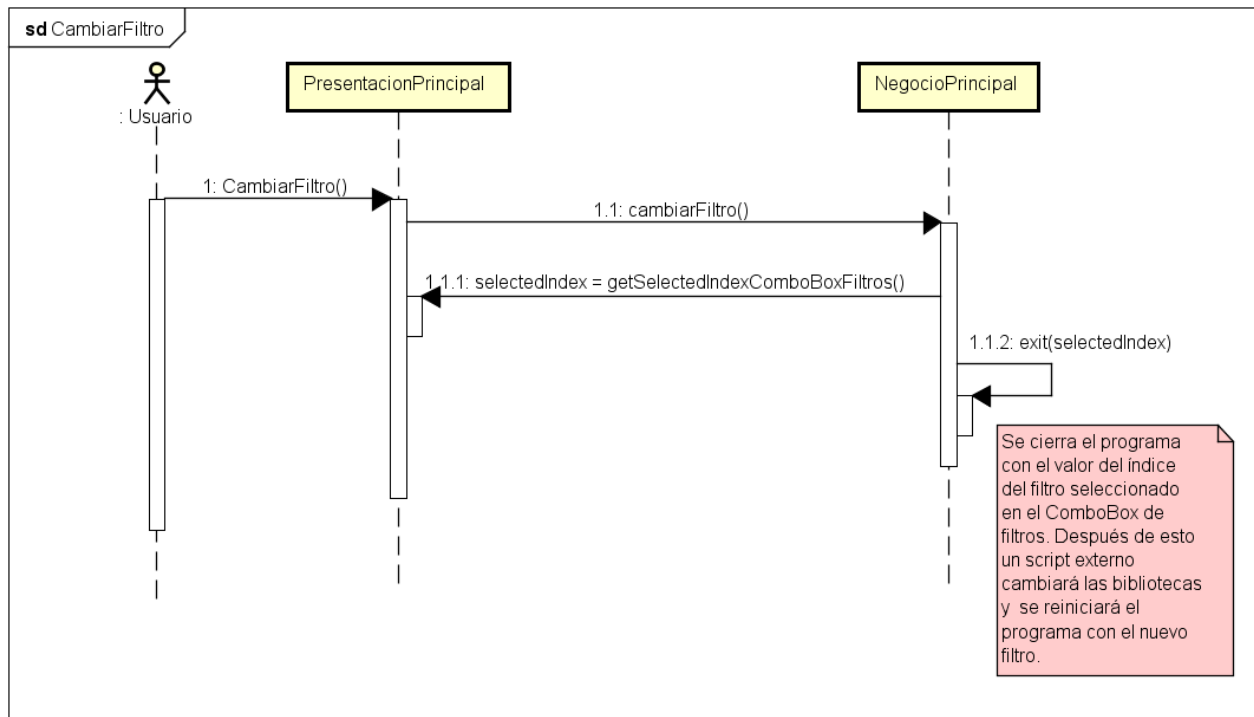 sd CambiarFiltro
: Usuario
PresentacionPrincipal
NegocioPrincipal
1: CambiarFiltro()
1.1: cambiarFiltro()
1.1.1: selectedIndex = getSelectedIndexComboBoxFiltros()
1.1.2: exit(selectedIndex)
Se cierra el programa
con el valor del índice
del filtro seleccionado
en el ComboBox de
filtros. Después de esto
un script externo
cambiará las bibliotecas
y se reiniciará el
programa con el nuevo
filtro.